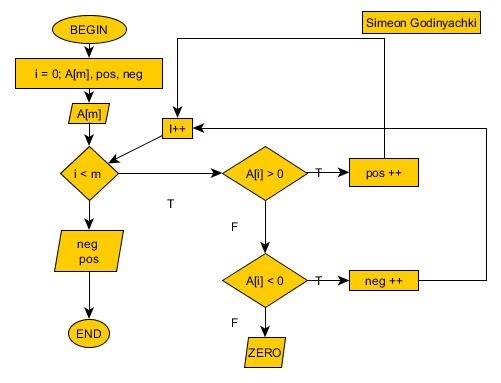 BEGIN
Simeon Godinyachki
i = 0; A[m], pos, neg
A[m]
I++
i < m
T
A[i] > 0
T
pos ++
F
neg
pos
A[i] < 0
T
neg ++
F
END
ZERO